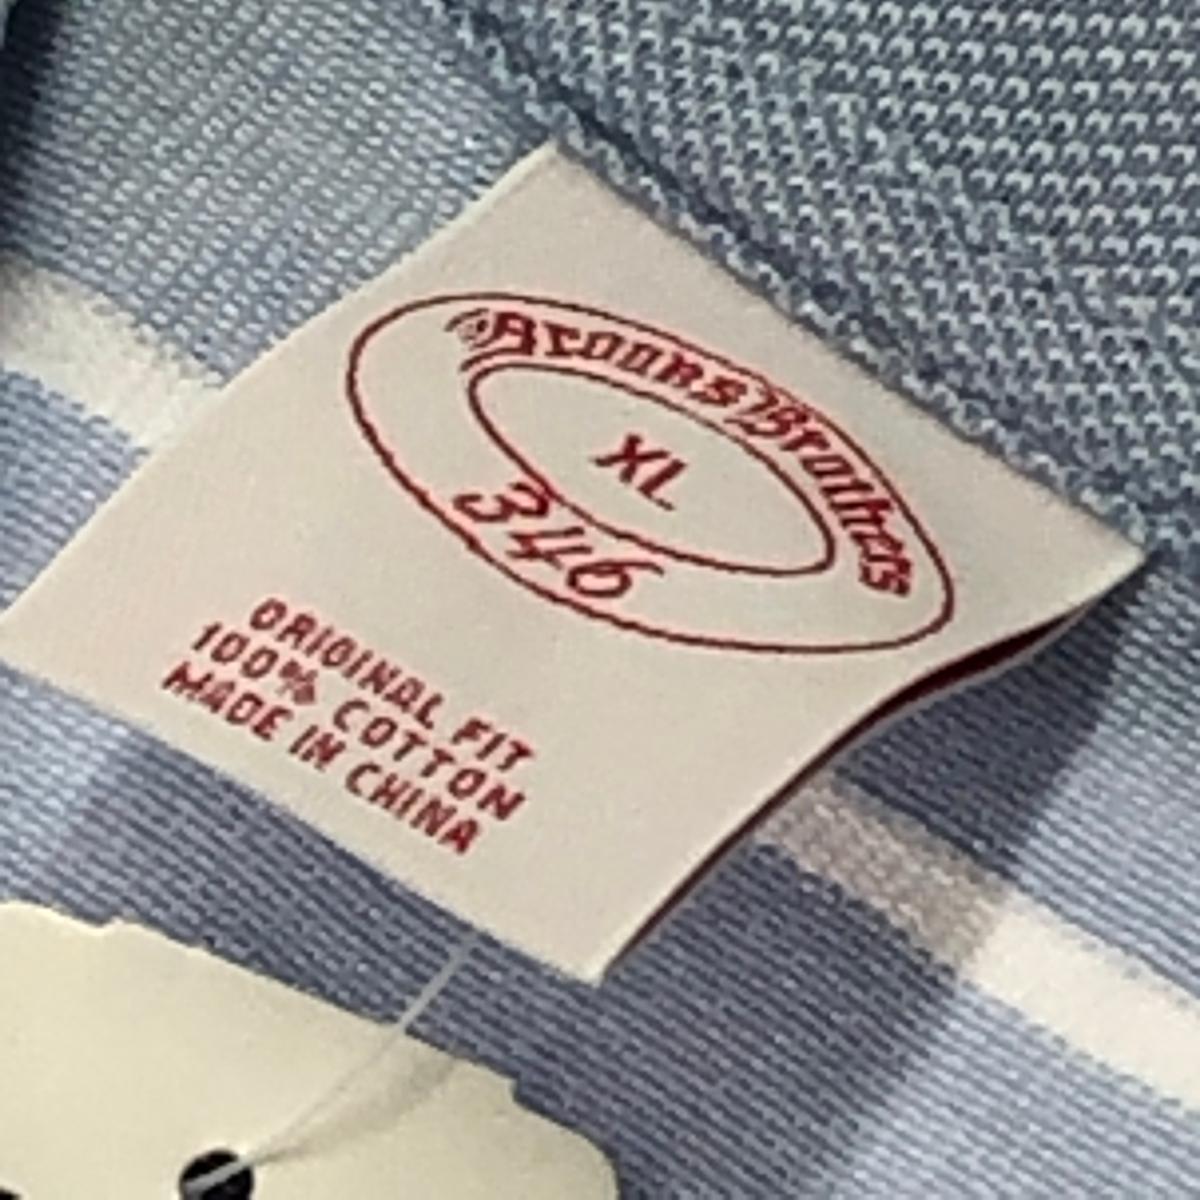 Brooks Brothers
XL
346
ORIGINAL FIT
100% COTTON
MADE IN CHINA